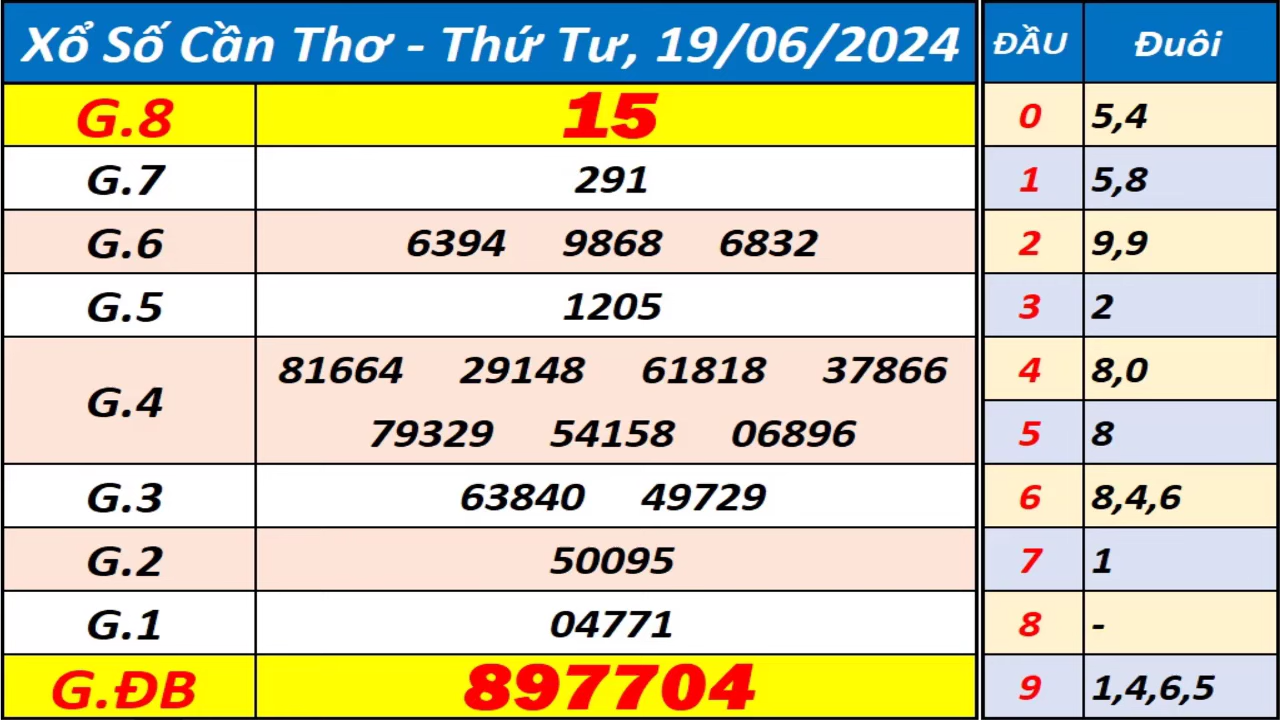 Xổ Số Cần Thơ - Thứ Tư, 19/06/2024
G.8 15
G.7 291
G.6 6394 9868 6832
G.5 1205
G.4 81664 29148 61818 37866
79329 54158 06896
G.3 63840 49729
G.2 50095
G.1 04771
G.ĐB 897704
ĐẦU Đuôi
0 5,4
1 5,8
2 9,9
3 2
4 8,0
5 8
6 8,4,6
7 1
8 -
9 1,4,6,5